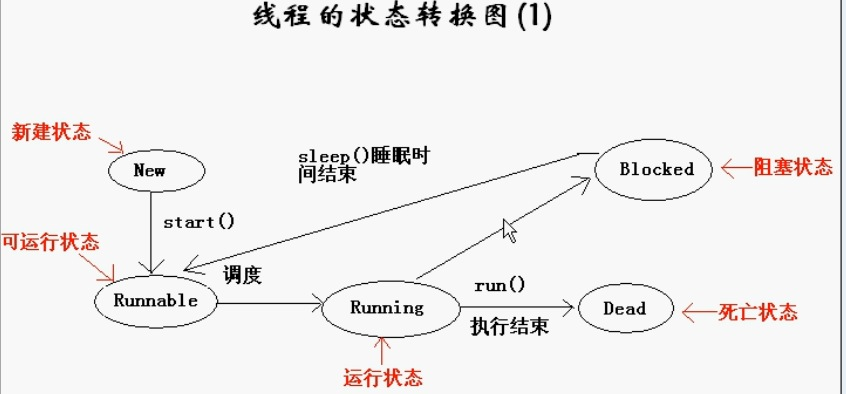 线程的状态转换图(1)
新建状态
New
sleep()睡眠时
间结束
Blocked
阻塞状态
start()
可运行状态
Runnable
调度
Running
run()
执行结束
Dead
死亡状态
运行状态